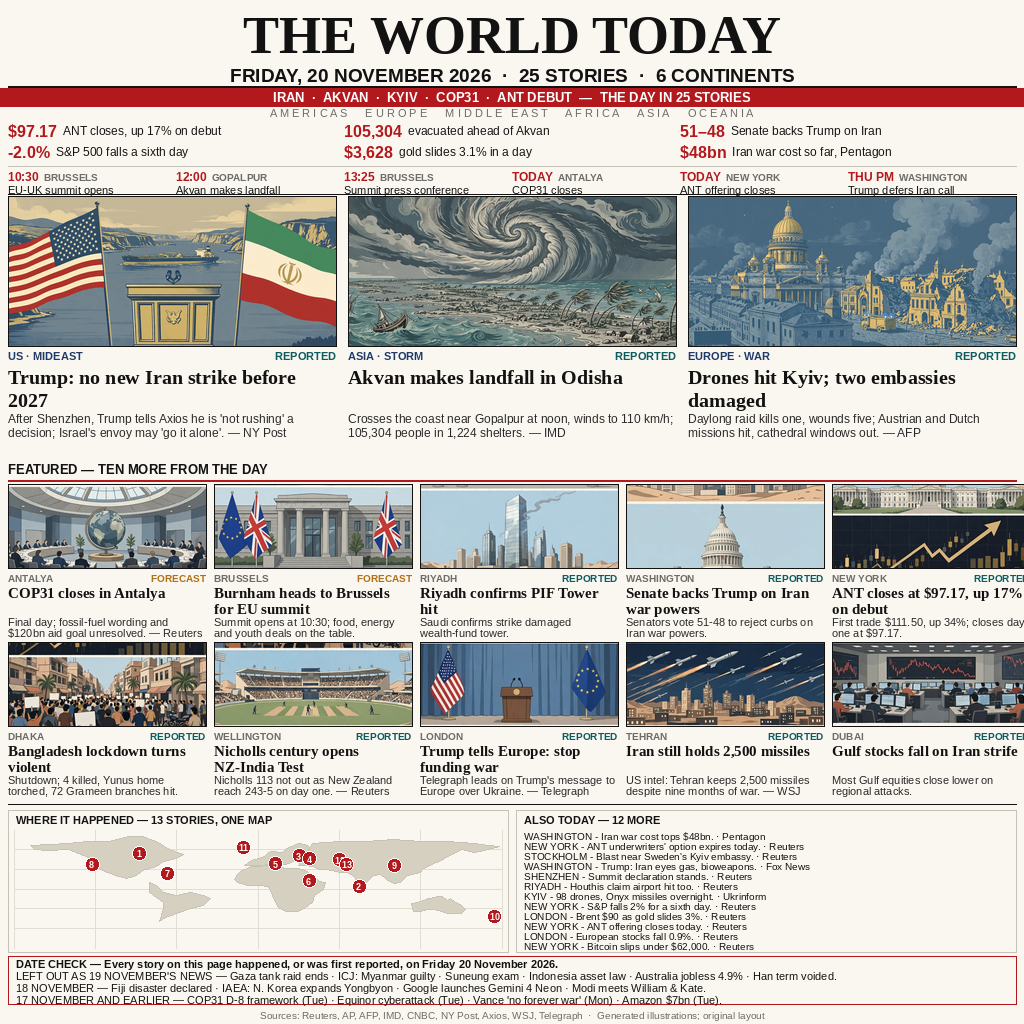 THE WORLD TODAY
FRIDAY, 20 NOVEMBER 2026 · 25 STORIES · 6 CONTINENTS
IRAN · AKVAN · KYIV · COP31 · ANT DEBUT — THE DAY IN 25 STORIES
AMERICAS EUROPE MIDDLE EAST AFRICA ASIA OCEANIA
$97.17 ANT closes, up 17% on debut
105,304 evacuated ahead of Akvan
51–48 Senate backs Trump on Iran
-2.0% S&P 500 falls a sixth day
$3,628 gold slides 3.1% in a day
$48bn Iran war cost so far, Pentagon
10:30 BRUSSELS
EU-UK summit opens
12:00 GOPALPUR
Akvan makes landfall
13:25 BRUSSELS
Summit press conference
TODAY ANTALYA
COP31 closes
TODAY NEW YORK
ANT offering closes
THU PM WASHINGTON
Trump defers Iran call
US · MIDEAST REPORTED
Trump: no new Iran strike before
2027
After Shenzhen, Trump tells Axios he is 'not rushing' a
decision; Israel's envoy may 'go it alone'. — NY Post
ASIA · STORM REPORTED
Akvan makes landfall in Odisha
Crosses the coast near Gopalpur at noon, winds to 110 km/h;
105,304 people in 1,224 shelters. — IMD
EUROPE · WAR REPORTED
Drones hit Kyiv; two embassies
damaged
Daylong raid kills one, wounds five; Austrian and Dutch
missions hit, cathedral windows out. — AFP
FEATURED — TEN MORE FROM THE DAY
ANTALYA FORECAST
COP31 closes in Antalya
Final day; fossil-fuel wording and
$120bn aid goal unresolved. — Reuters
BRUSSELS FORECAST
Burnham heads to Brussels
for EU summit
Summit opens at 10:30; food, energy
and youth deals on the table.
RIYADH REPORTED
Riyadh confirms PIF Tower
hit
Saudi confirms strike damaged
wealth-fund tower.
WASHINGTON REPORTED
Senate backs Trump on Iran
war powers
Senators vote 51-48 to reject curbs on
Iran war powers.
NEW YORK REPORTE
ANT closes at $97.17, up 17%
on debut
First trade $111.50, up 34%; closes day
one at $97.17.
DHAKA REPORTED
Bangladesh lockdown turns
violent
Shutdown; 4 killed, Yunus home
torched, 72 Grameen branches hit.
WELLINGTON REPORTED
Nicholls century opens
NZ-India Test
Nicholls 113 not out as New Zealand
reach 243-5 on day one. — Reuters
LONDON REPORTED
Trump tells Europe: stop
funding war
Telegraph leads on Trump's message to
Europe over Ukraine. — Telegraph
TEHRAN REPORTED
Iran still holds 2,500 missiles
US intel: Tehran keeps 2,500 missiles
despite nine months of war. — WSJ
DUBAI REPORTE
Gulf stocks fall on Iran strife
Most Gulf equities close lower on
regional attacks.
WHERE IT HAPPENED — 13 STORIES, ONE MAP
11
1
8
7
5
3
4
13
9
6
2
10
ALSO TODAY — 12 MORE
WASHINGTON - Iran war cost tops $48bn. · Pentagon
NEW YORK - ANT underwriters' option expires today. · Reuters
STOCKHOLM - Blast near Sweden's Kyiv embassy. · Reuters
WASHINGTON - Trump: Iran eyes gas, bioweapons. · Fox News
SHENZHEN - Summit declaration stands. · Reuters
RIYADH - Houthis claim airport hit too. · Reuters
KYIV - 98 drones, Onyx missiles overnight. · Ukrinform
NEW YORK - S&P falls 2% for a sixth day. · Reuters
LONDON - Brent $90 as gold slides 3%. · Reuters
NEW YORK - ANT offering closes today. · Reuters
LONDON - European stocks fall 0.9%. · Reuters
NEW YORK - Bitcoin slips under $62,000. · Reuters
DATE CHECK — Every story on this page happened, or was first reported, on Friday 20 November 2026.
LEFT OUT AS 19 NOVEMBER'S NEWS — Gaza tank raid ends · ICJ: Myanmar guilty · Suneung exam · Indonesia asset law · Australia jobless 4.9% · Han term voided.
18 NOVEMBER — Fiji disaster declared · IAEA: N. Korea expands Yongbyon · Google launches Gemini 4 Neon · Modi meets William & Kate.
17 NOVEMBER AND EARLIER — COP31 D-8 framework (Tue) · Equinor cyberattack (Tue) · Vance 'no forever war' (Mon) · Amazon $7bn (Tue).
Sources: Reuters, AP, AFP, IMD, CNBC, NY Post, Axios, WSJ, Telegraph · Generated illustrations; original layout